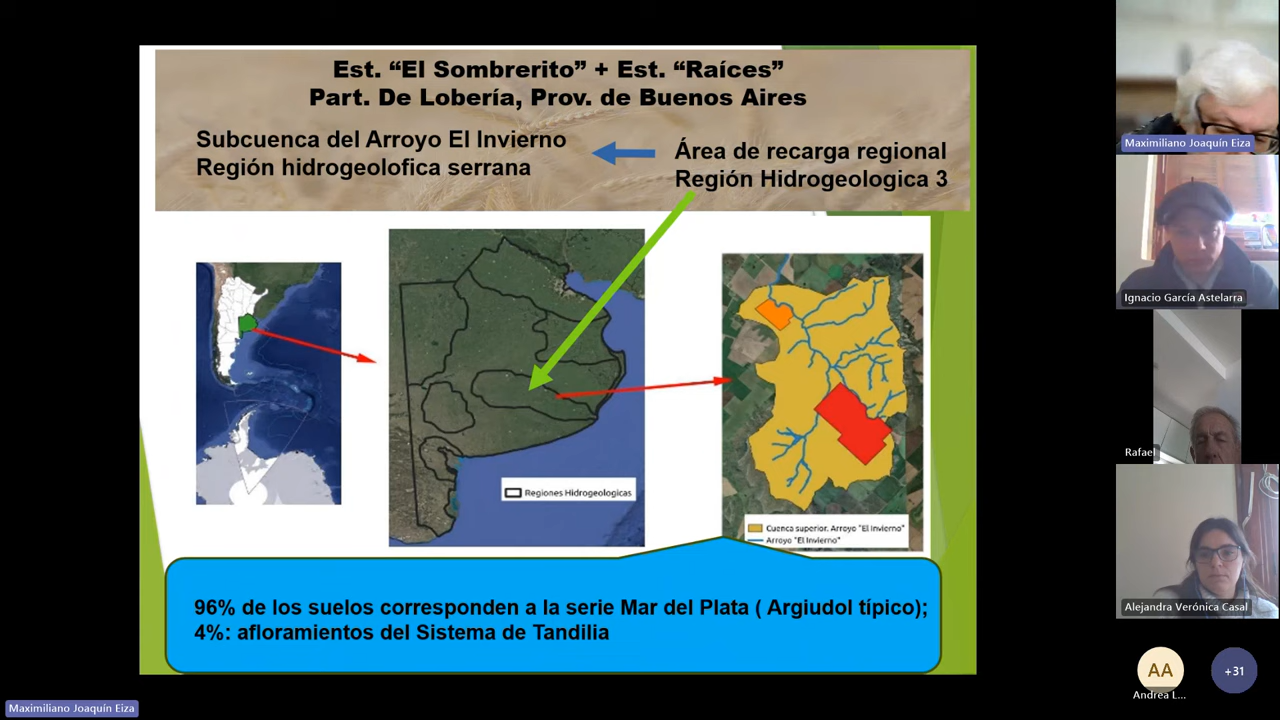 Est. “El Sombrerito” + Est. “Raíces”
Part. De Lobería, Prov. de Buenos Aires
Subcuenca del Arroyo El Invierno
Región hidrogeolofica serrana
Área de recarga regional
Región Hidrogeologica 3
Regiones Hidrogeologicas
Cuenca superior. Arroyo "El Invierno"
Arroyo "El Invierno"
96% de los suelos corresponden a la serie Mar del Plata ( Argiudol típico);
4%: afloramientos del Sistema de Tandilia
Maximiliano Joaquín Eiza
Ignacio García Astelarra
Rafael
Alejandra Verónica Casal
AA
+31
Andrea L...
Maximiliano Joaquín Eiza